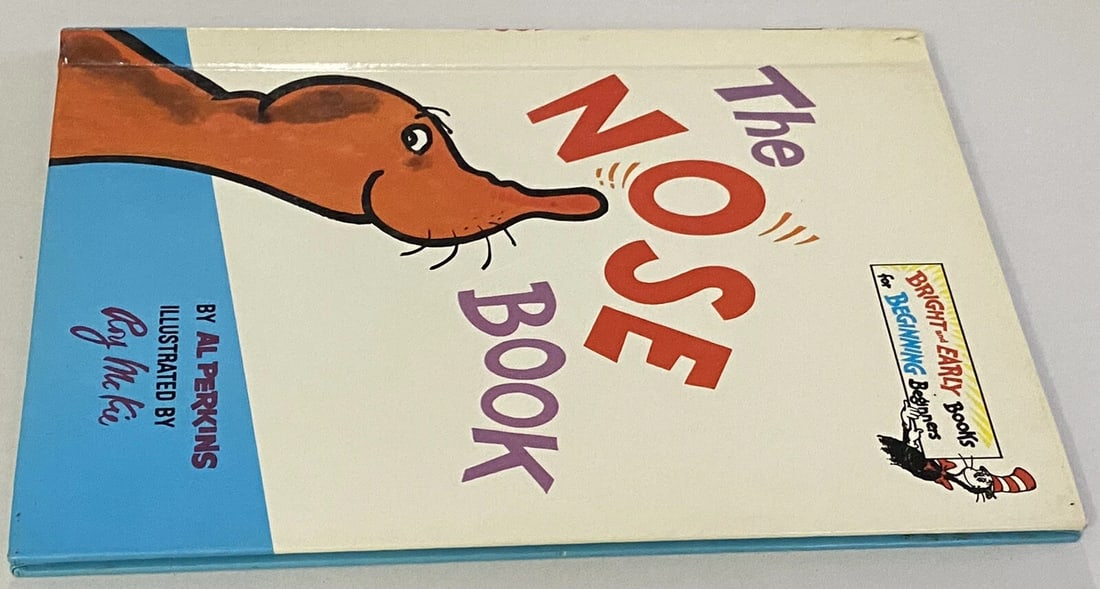 The
NOSE
BOOK
BRIGHT and EARLY Books
for BEGINNING Beginners
BY AL PERKINS
ILLUSTRATED BY
Roy McKie